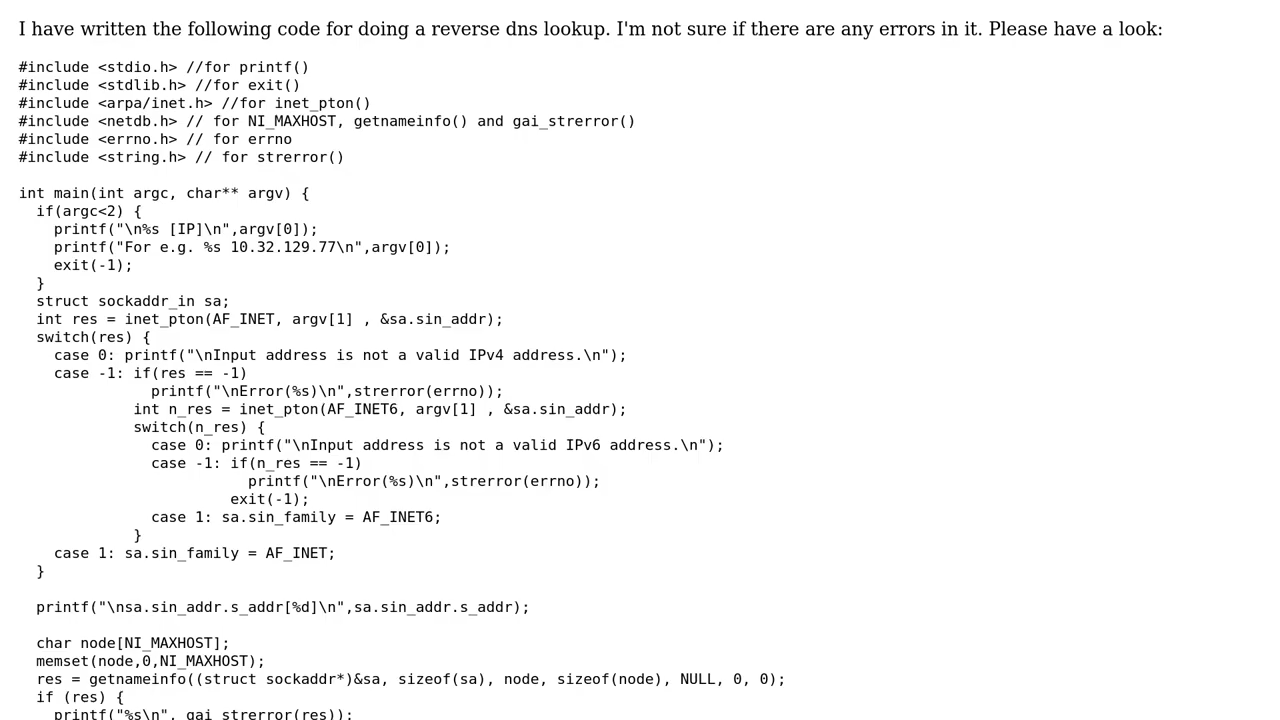 I have written the following code for doing a reverse dns lookup. I'm not sure if there are any errors in it. Please have a look:
#include <stdio.h> //for printf()
#include <stdlib.h> //for exit()
#include <arpa/inet.h> //for inet_pton()
#include <netdb.h> // for NI_MAXHOST, getnameinfo() and gai_strerror()
#include <errno.h> // for errno
#include <string.h> // for strerror()

int main(int argc, char** argv) {
  if(argc<2) {
    printf("\n%s [IP]\n",argv[0]);
    printf("For e.g. %s 10.32.129.77\n",argv[0]);
    exit(-1);
  }
  struct sockaddr_in sa;
  int res = inet_pton(AF_INET, argv[1] , &sa.sin_addr);
  switch(res) {
    case 0: printf("\nInput address is not a valid IPv4 address.\n");
    case -1: if(res == -1)
               printf("\nError(%s)\n",strerror(errno));
             int n_res = inet_pton(AF_INET6, argv[1] , &sa.sin_addr);
             switch(n_res) {
               case 0: printf("\nInput address is not a valid IPv6 address.\n");
               case -1: if(n_res == -1)
                          printf("\nError(%s)\n",strerror(errno));
                        exit(-1);
               case 1: sa.sin_family = AF_INET6;
             }
    case 1: sa.sin_family = AF_INET;
  }

  printf("\nsa.sin_addr.s_addr[%d]\n",sa.sin_addr.s_addr);

  char node[NI_MAXHOST];
  memset(node,0,NI_MAXHOST);
  res = getnameinfo((struct sockaddr*)&sa, sizeof(sa), node, sizeof(node), NULL, 0, 0);
  if (res) {
    printf("%s\n", gai_strerror(res));